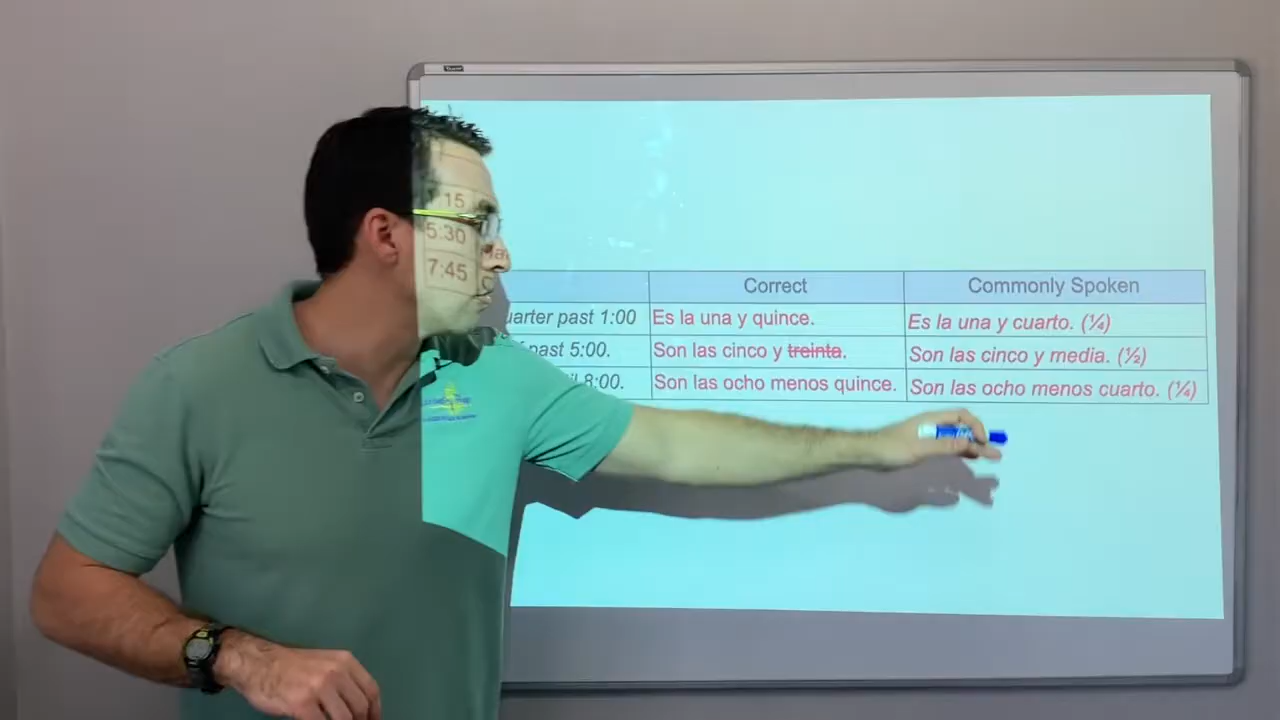 Correct Commonly Spoken
15 uarter past 1:00 Es la una y quince. Es la una y cuarto. (¼)
5:30 past 5:00. Son las cinco y treinta. Son las cinco y media. (½)
7:45 8:00. Son las ocho menos quince. Son las ocho menos cuarto. (¼)